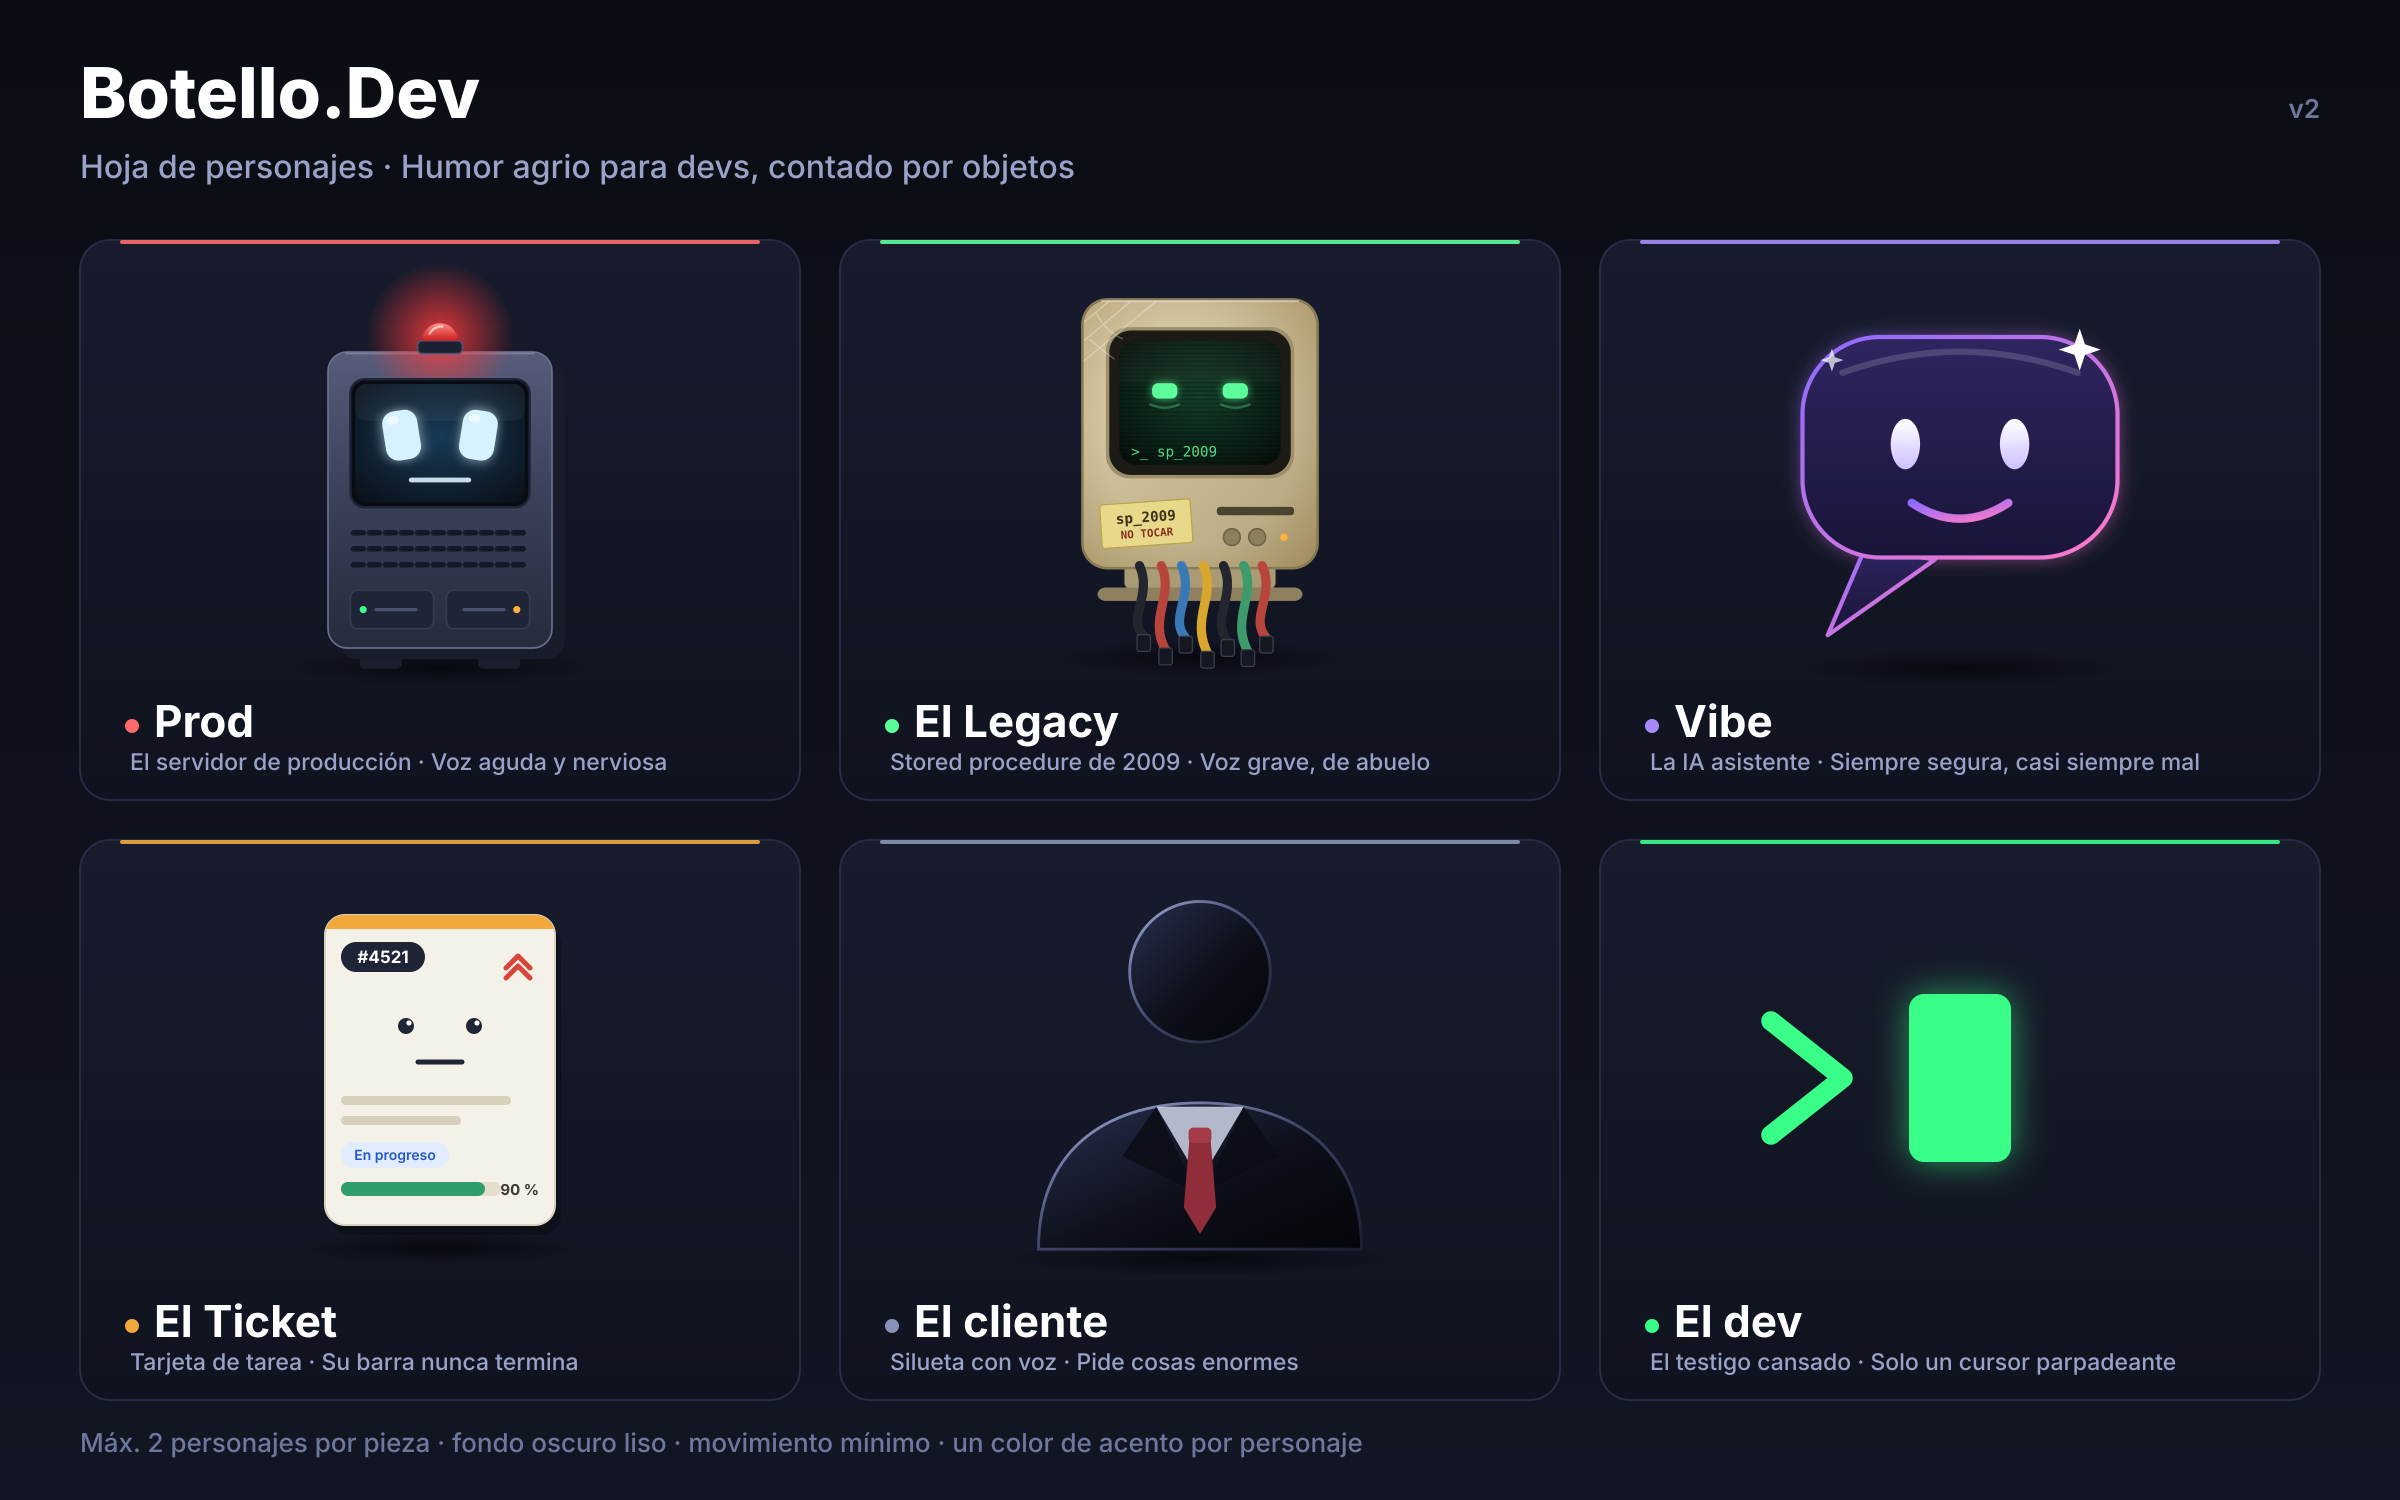 Botello.Dev
v2
Hoja de personajes · Humor agrio para devs, contado por objetos
>_ sp_2009
sp_2009
NO TOCAR
Prod
El servidor de producción · Voz aguda y nerviosa
El Legacy
Stored procedure de 2009 · Voz grave, de abuelo
Vibe
La IA asistente · Siempre segura, casi siempre mal
#4521
En progreso
90 %
El Ticket
Tarjeta de tarea · Su barra nunca termina
El cliente
Silueta con voz · Pide cosas enormes
El dev
El testigo cansado · Solo un cursor parpadeante
Máx. 2 personajes por pieza · fondo oscuro liso · movimiento mínimo · un color de acento por personaje